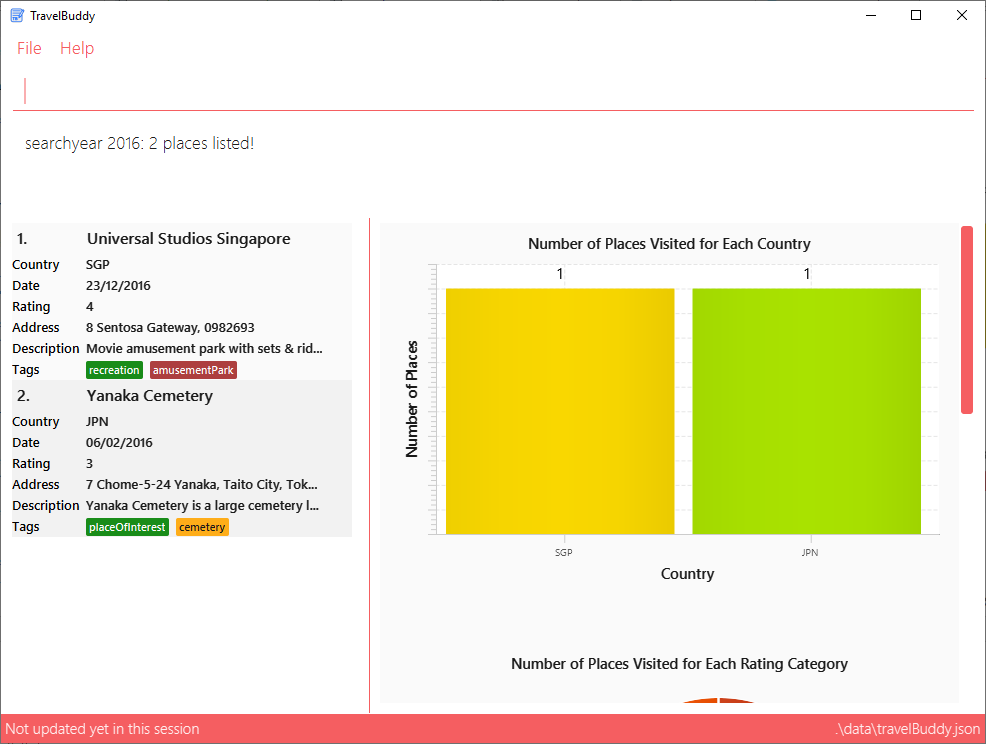 TravelBuddy
File Help
searchyear 2016: 2 places listed!
1. Universal Studios Singapore
Country SGP
Date 23/12/2016
Rating 4
Address 8 Sentosa Gateway, 0982693
Description Movie amusement park with sets & rid...
Tags recreation amusementPark
2. Yanaka Cemetery
Country JPN
Date 06/02/2016
Rating 3
Address 7 Chome-5-24 Yanaka, Taito City, Tok...
Description Yanaka Cemetery is a large cemetery l...
Tags placeOfInterest cemetery
Number of Places Visited for Each Country
1 1
Number of Places
SGP JPN
Country
Number of Places Visited for Each Rating Category
Not updated yet in this session .\data\travelBuddy.json